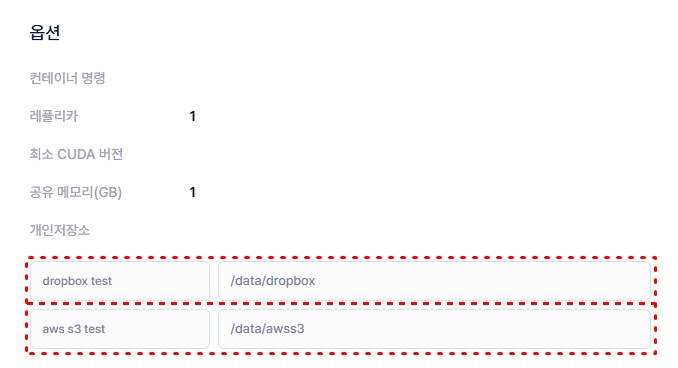 옵션
컨테이너 명령
레플리카 1
최소 CUDA 버전
공유 메모리(GB) 1
개인저장소
dropbox test /data/dropbox
aws s3 test /data/awss3